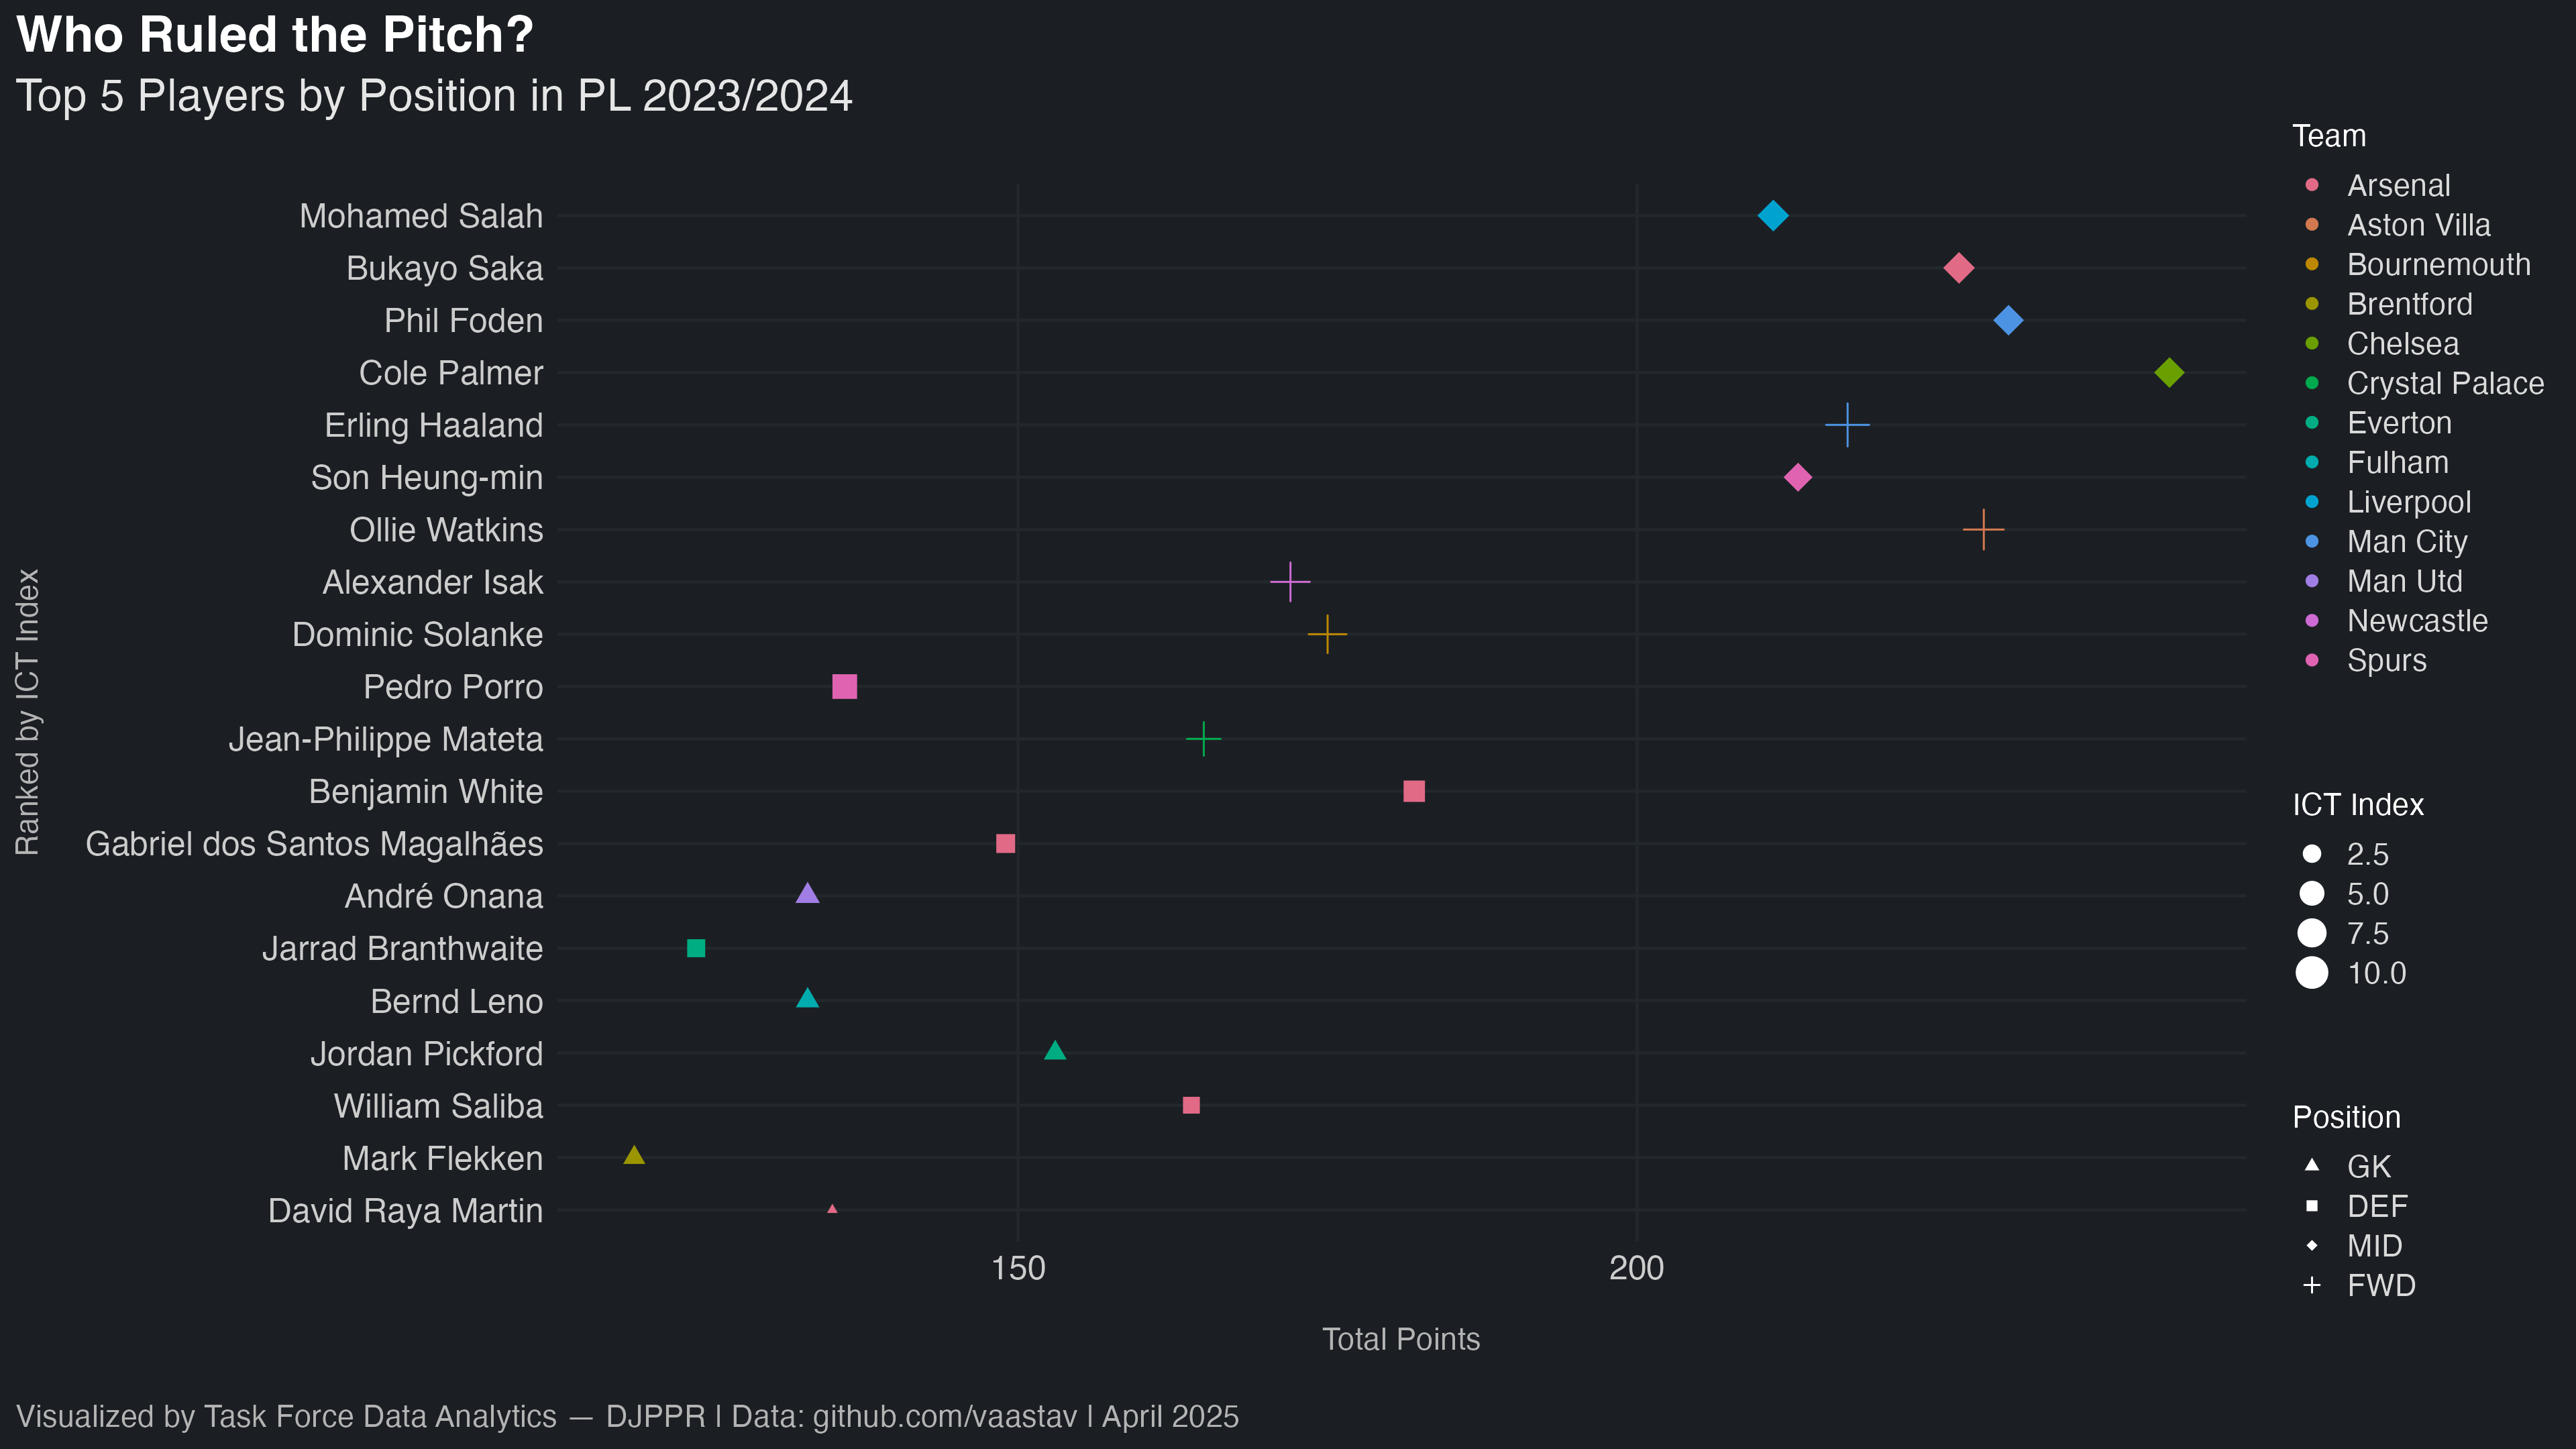 Who Ruled the Pitch?
Top 5 Players by Position in PL 2023/2024
Ranked by ICT Index
Mohamed Salah
Bukayo Saka
Phil Foden
Cole Palmer
Erling Haaland
Son Heung-min
Ollie Watkins
Alexander Isak
Dominic Solanke
Pedro Porro
Jean-Philippe Mateta
Benjamin White
Gabriel dos Santos Magalhães
André Onana
Jarrad Branthwaite
Bernd Leno
Jordan Pickford
William Saliba
Mark Flekken
David Raya Martin
150 200
Total Points
Team
Arsenal
Aston Villa
Bournemouth
Brentford
Chelsea
Crystal Palace
Everton
Fulham
Liverpool
Man City
Man Utd
Newcastle
Spurs
ICT Index
2.5
5.0
7.5
10.0
Position
GK
DEF
MID
FWD
Visualized by Task Force Data Analytics — DJPPR | Data: github.com/vaastav | April 2025